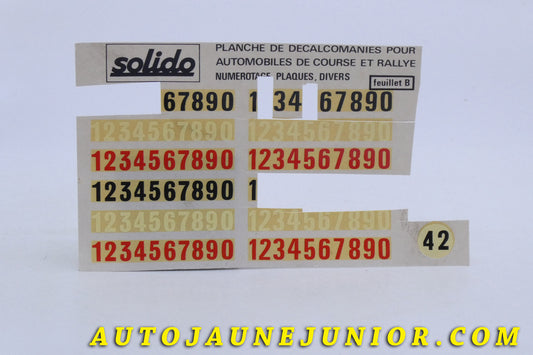 solido
PLANCHE DE DECALCOMANIES POUR
AUTOMOBILES DE COURSE ET RALLYE
NUMEROTAGE, PLAQUES, DIVERS
feuillet B
67890 1 34 67890
1234567890 1234567890
1234567890 1234567890
1234567890 1
1234567890 1234567890
1234567890 1234567890
42
AUTOJAUNEJUNIOR.COM